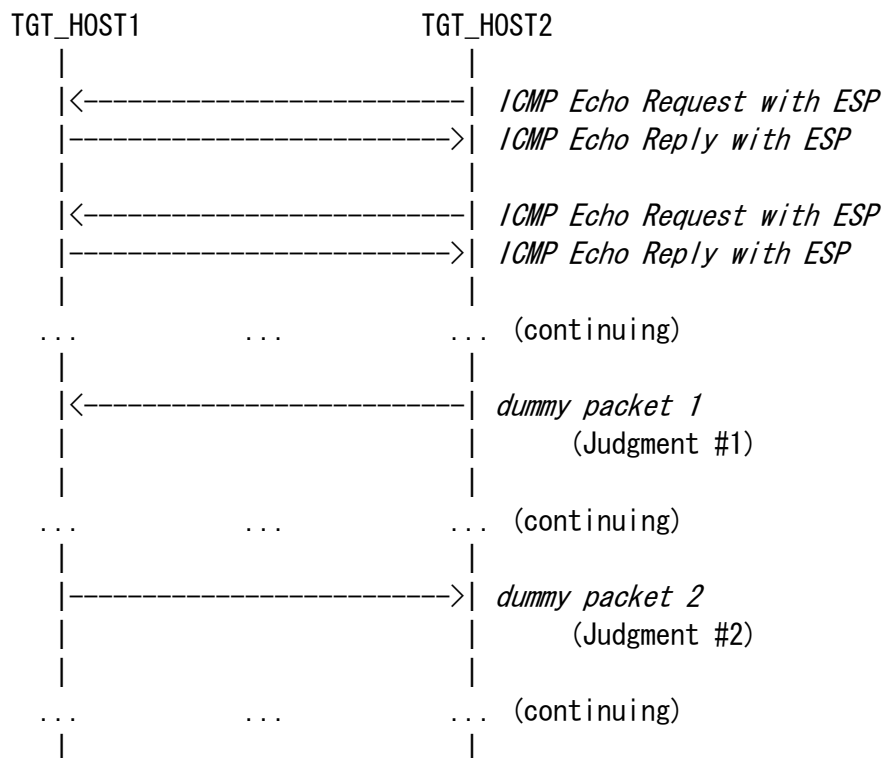 TGT_HOST1 TGT_HOST2
| |
|<--------------------------| ICMP Echo Request with ESP
|-------------------------->| ICMP Echo Reply with ESP
| |
|<--------------------------| ICMP Echo Request with ESP
|-------------------------->| ICMP Echo Reply with ESP
| |
... ... ... (continuing)
| |
|<--------------------------| dummy packet 1
| | (Judgment #1)
| |
... ... ... (continuing)
| |
|-------------------------->| dummy packet 2
| | (Judgment #2)
| |
... ... ... (continuing)
| |